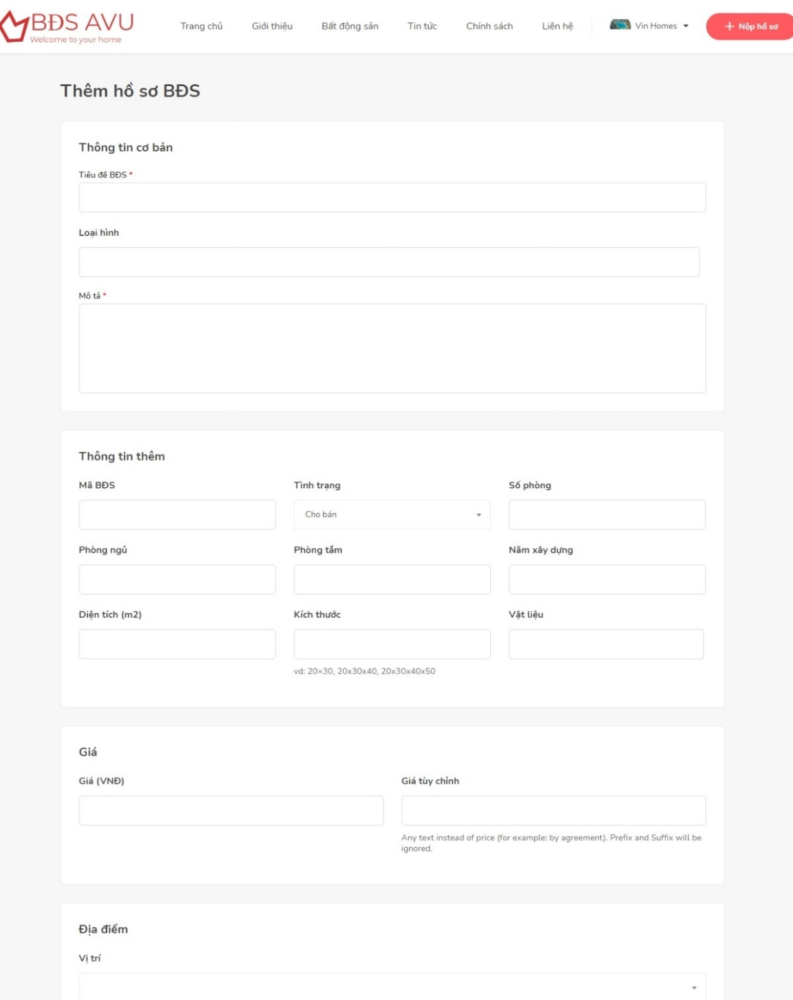 BĐS AVU
Welcome to your home
Trang chủ
Giới thiệu
Bất động sản
Tin tức
Chính sách
Liên hệ
Vin Homes
Nộp hồ sơ
Thêm hồ sơ BĐS
Thông tin cơ bản
Tiêu đề BĐS *
Loại hình
Mô tả *
Thông tin thêm
Mã BĐS
Tình trạng
Số phòng
Cho bán
Phòng ngủ
Phòng tắm
Năm xây dựng
Diện tích (m2)
Kích thước
Vật liệu
vd: 20×30, 20x30x40, 20x30x40x50
Giá
Giá (VNĐ)
Giá tùy chỉnh
Any text instead of price (for example: by agreement). Prefix and Suffix will be
ignored.
Địa điểm
Vị trí